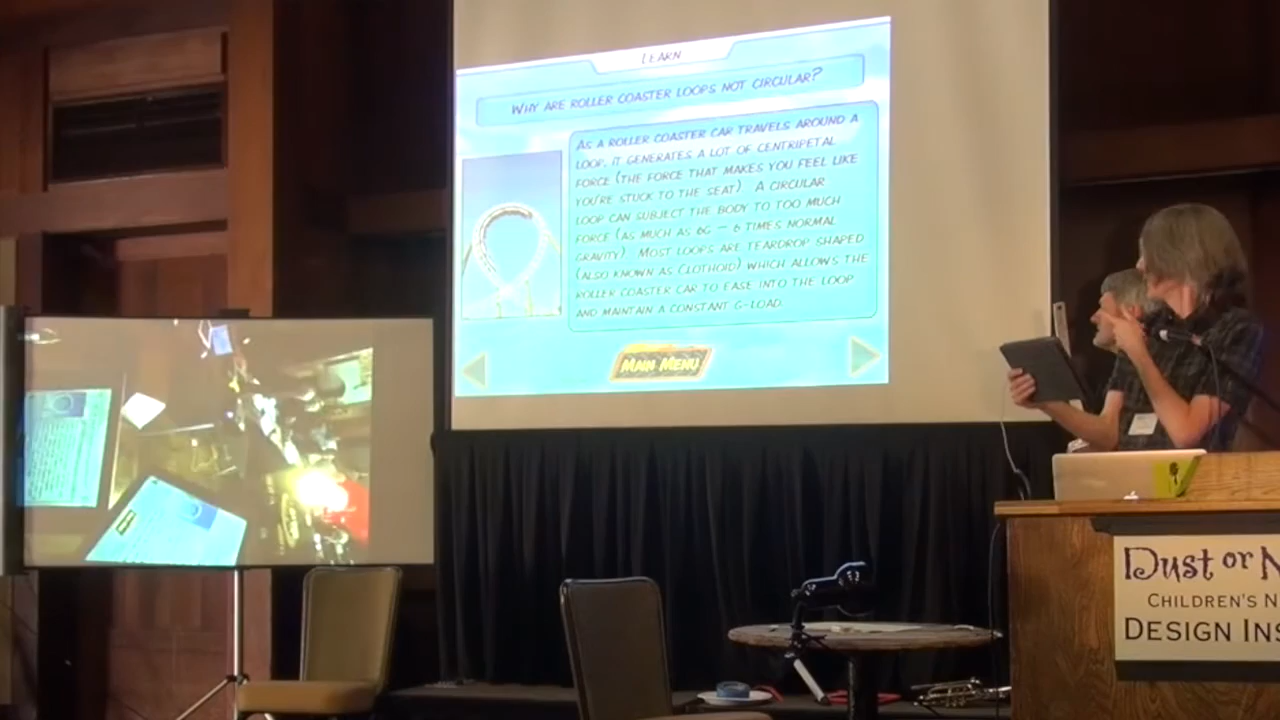 LEARN
WHY ARE ROLLER COASTER LOOPS NOT CIRCULAR?
AS A ROLLER COASTER CAR TRAVELS AROUND A
LOOP, IT GENERATES A LOT OF CENTRIPETAL
FORCE (THE FORCE THAT MAKES YOU FEEL LIKE
YOU'RE STUCK TO THE SEAT). A CIRCULAR
LOOP CAN SUBJECT THE BODY TO TOO MUCH
FORCE (AS MUCH AS 6G – 6 TIMES NORMAL
GRAVITY). MOST LOOPS ARE TEARDROP SHAPED
(ALSO KNOWN AS CLOTHOID) WHICH ALLOWS THE
ROLLER COASTER CAR TO EASE INTO THE LOOP
AND MAINTAIN A CONSTANT G-LOAD.
MAIN MENU
Dust or
CHILDREN'S
DESIGN